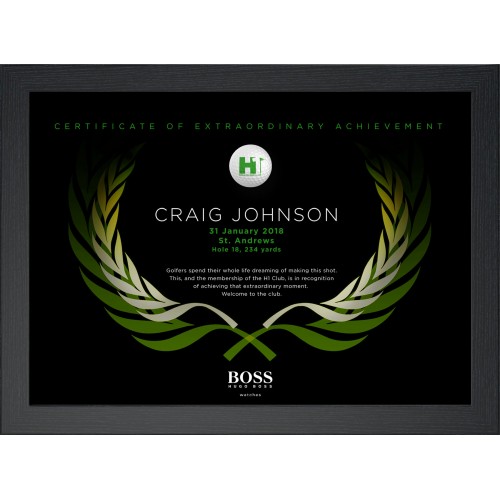 CERTIFICATE OF EXTRAORDINARY ACHIEVEMENT
H1
CRAIG JOHNSON
31 January 2018
St. Andrews
Hole 18, 234 yards
Golfers spend their whole life dreaming of making this shot.
This, and the membership of the H1 Club, is in recognition
of achieving that extraordinary moment.
Welcome to the club.
BOSS
HUGO BOSS
watches